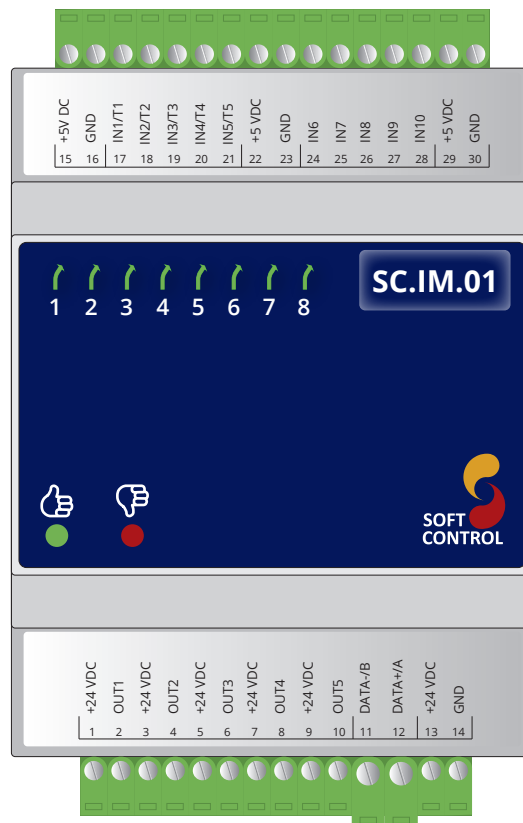 +5V DC GND IN1/T1 IN2/T2 IN3/T3 IN4/T4 IN5/T5 +5 VDC GND IN6 IN7 IN8 IN9 IN10 +5 VDC GND
15 16 17 18 19 20 21 22 23 24 25 26 27 28 29 30
SC.IM.01
1 2 3 4 5 6 7 8
SOFT
CONTROL
+24 VDC OUT1 +24 VDC OUT2 +24 VDC OUT3 +24 VDC OUT4 +24 VDC OUT5 DATA-/B DATA+/A +24 VDC GND
1 2 3 4 5 6 7 8 9 10 11 12 13 14